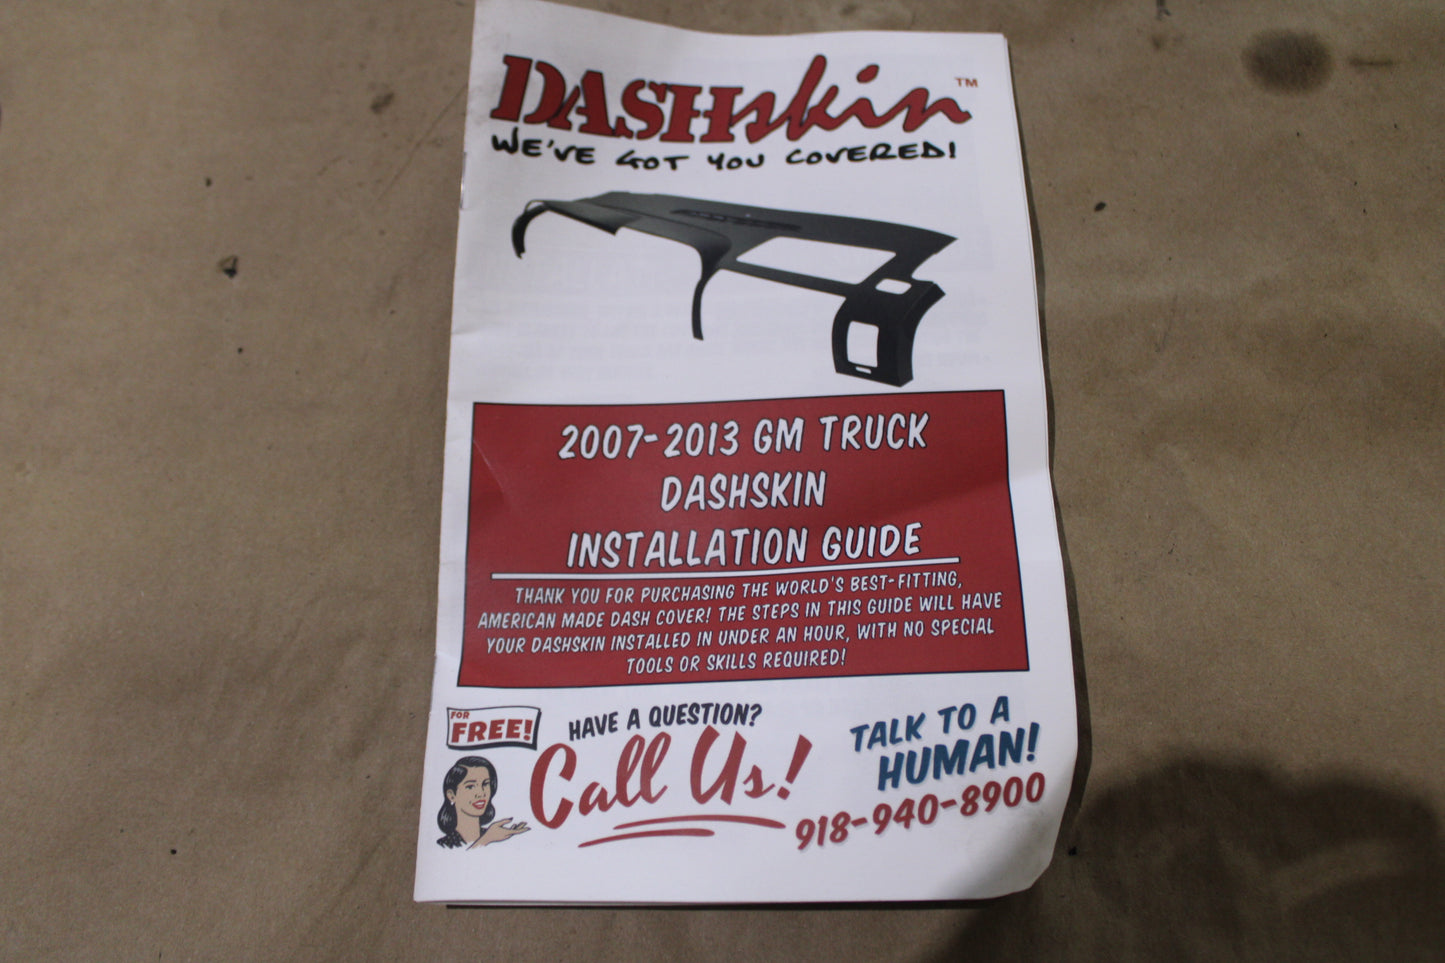 DASHskin™
WE'VE GOT YOU COVERED!
2007-2013 GM TRUCK
DASHSKIN
INSTALLATION GUIDE
THANK YOU FOR PURCHASING THE WORLD'S BEST-FITTING,
AMERICAN MADE DASH COVER! THE STEPS IN THIS GUIDE WILL HAVE
YOUR DASHSKIN INSTALLED IN UNDER AN HOUR, WITH NO SPECIAL
TOOLS OR SKILLS REQUIRED!
FOR
FREE!
HAVE A QUESTION?
Call Us!
TALK TO A
HUMAN!
918-940-8900